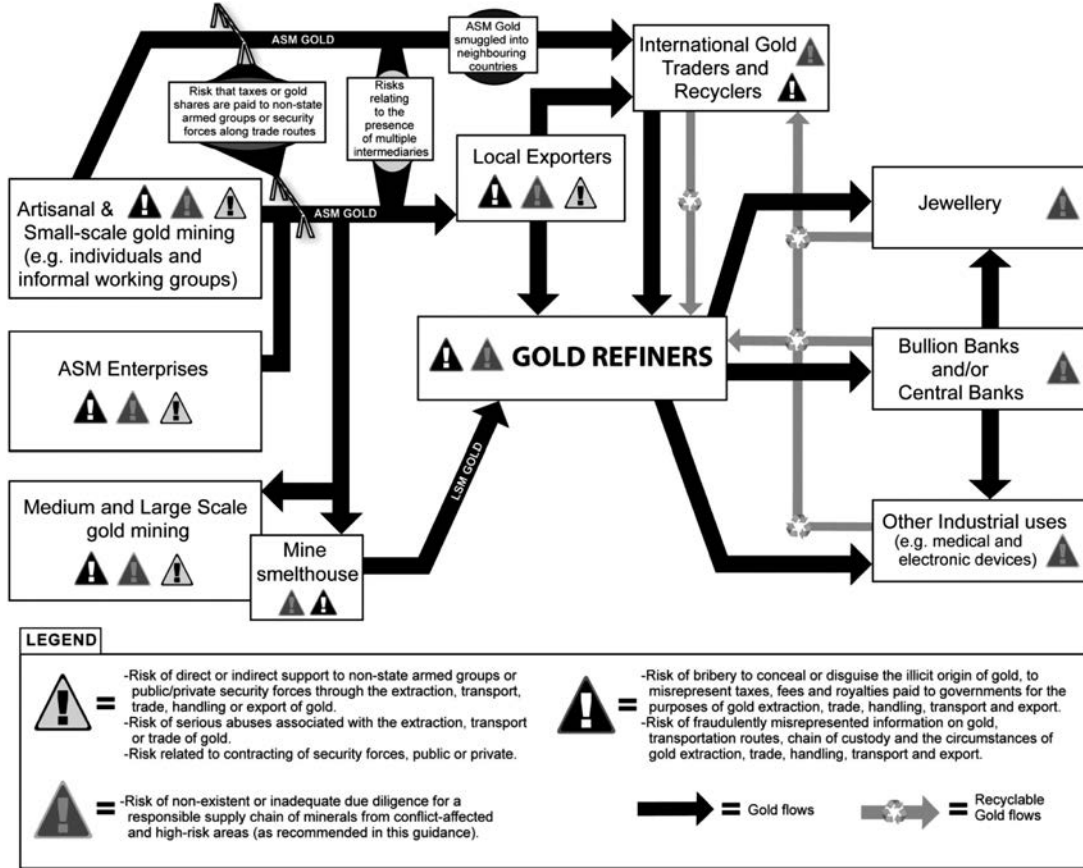 ASM GOLD
ASM Gold
smuggled into
neighbouring
countries
International Gold
Traders and
Recyclers
Risk that taxes or gold
shares are paid to non-state
armed groups or security
forces along trade routes
Risks
relating
to the
presence
of multiple
intermediaries
Local Exporters
Artisanal &
Small-scale gold mining
(e.g. individuals and
informal working groups)
ASM GOLD
Jewellery
GOLD REFINERS
Bullion Banks
and/or
Central Banks
ASM Enterprises
LSM GOLD
Medium and Large Scale
gold mining
Mine
smelthouse
Other Industrial uses
(e.g. medical and
electronic devices)
LEGEND
= -Risk of direct or indirect support to non-state armed groups or
public/private security forces through the extraction, transport,
trade, handling or export of gold.
-Risk of serious abuses associated with the extraction, transport
or trade of gold.
-Risk related to contracting of security forces, public or private.
= -Risk of non-existent or inadequate due diligence for a
responsible supply chain of minerals from conflict-affected
and high-risk areas (as recommended in this guidance).
= -Risk of bribery to conceal or disguise the illicit origin of gold, to
misrepresent taxes, fees and royalties paid to governments for the
purposes of gold extraction, trade, handling, transport and export.
-Risk of fraudulently misrepresented information on gold,
transportation routes, chain of custody and the circumstances of
gold extraction, trade, handling, transport and export.
= Gold flows
= Recyclable
Gold flows